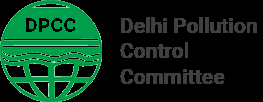 DPCC
Delhi Pollution
Control
Committee